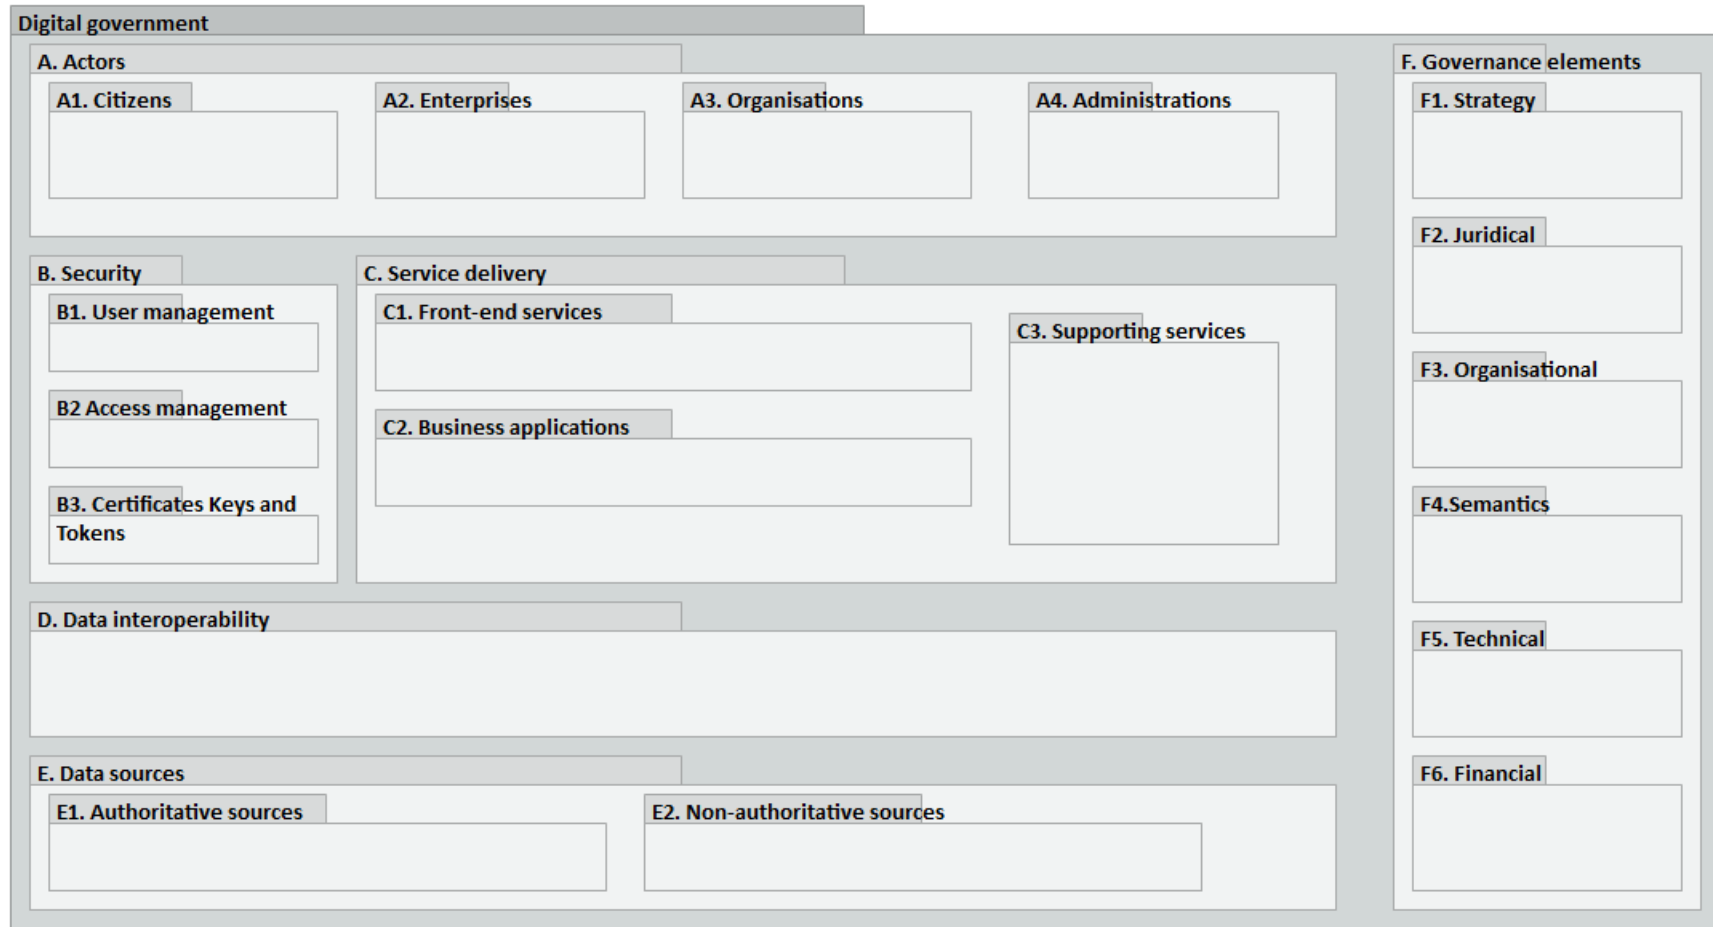 Digital government
A. Actors
A1. Citizens
A2. Enterprises
A3. Organisations
A4. Administrations
B. Security
B1. User management
B2 Access management
B3. Certificates Keys and
Tokens
C. Service delivery
C1. Front-end services
C2. Business applications
C3. Supporting services
D. Data interoperability
E. Data sources
E1. Authoritative sources
E2. Non-authoritative sources
F. Governance elements
F1. Strategy
F2. Juridical
F3. Organisational
F4.Semantics
F5. Technical
F6. Financial